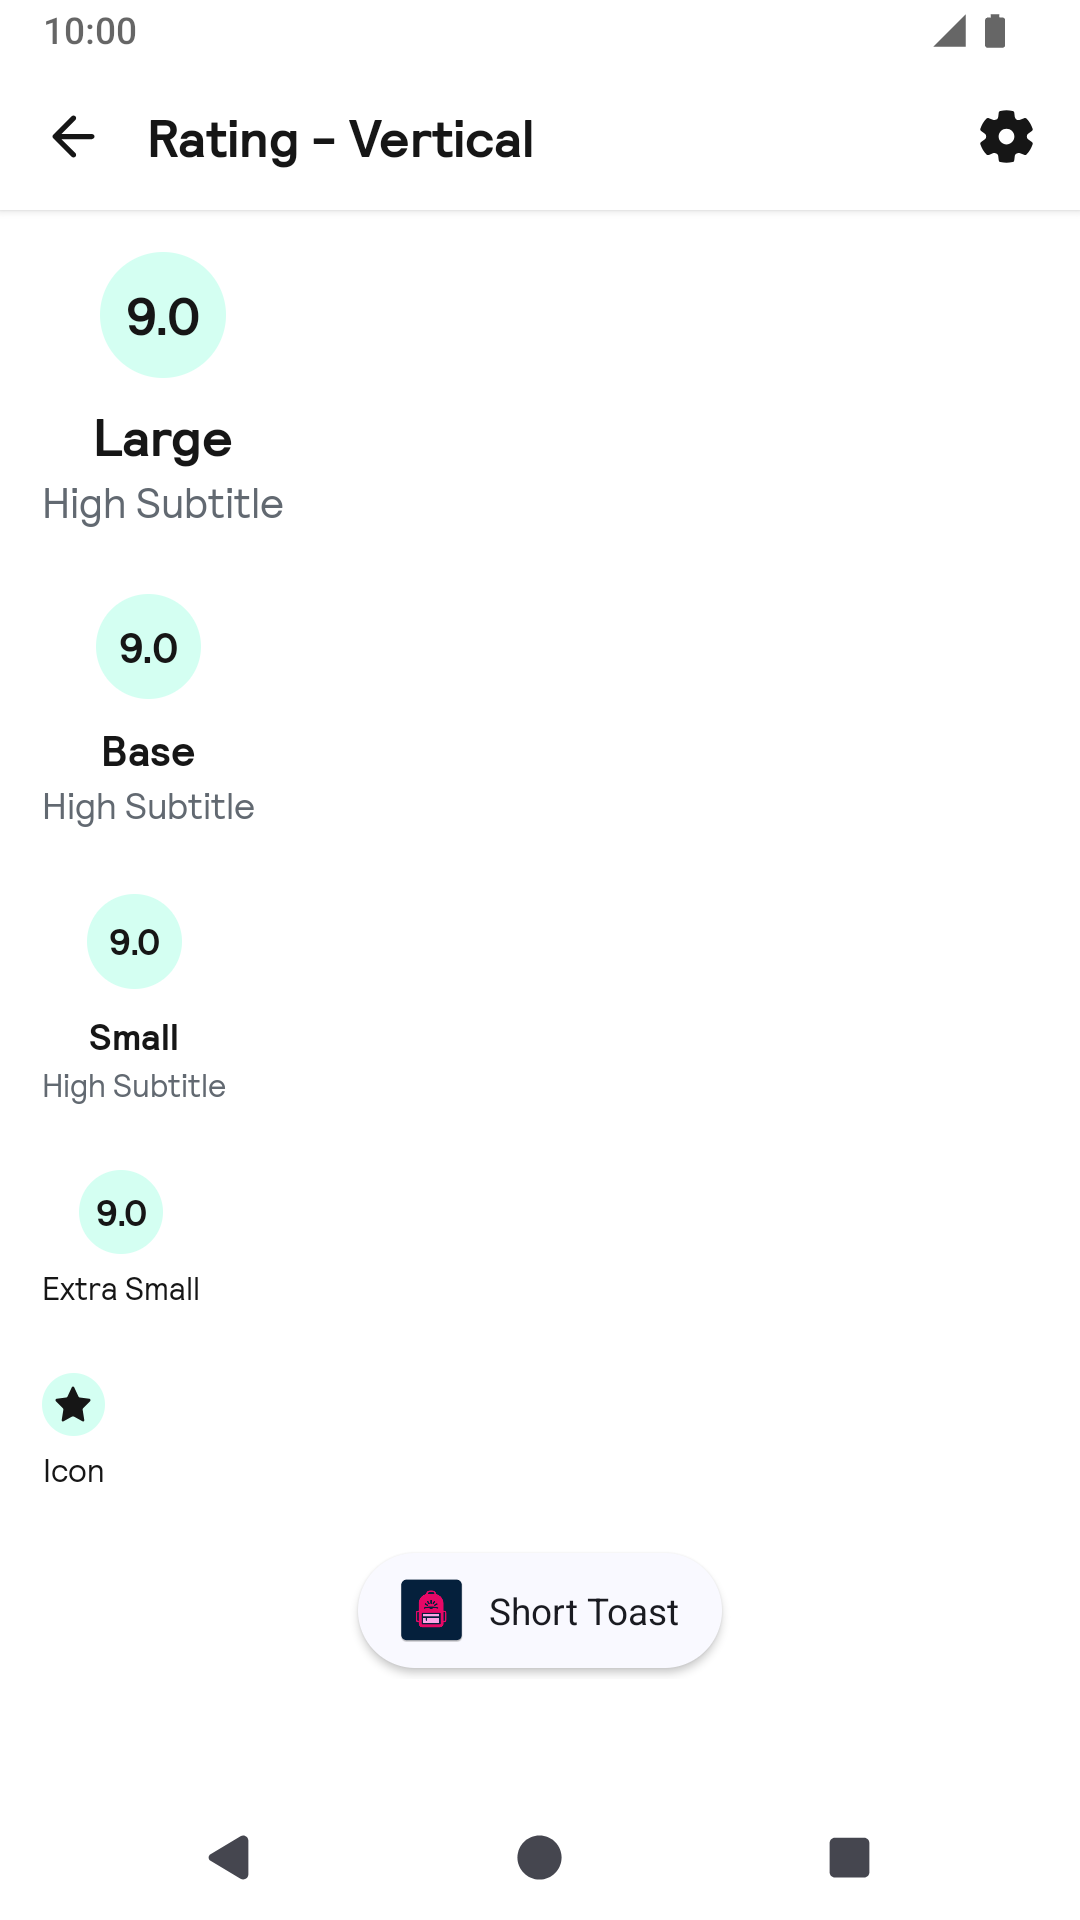 10:00
Rating - Vertical
9.0
Large
High Subtitle
9.0
Base
High Subtitle
9.0
Small
High Subtitle
9.0
Extra Small
Icon
Short Toast